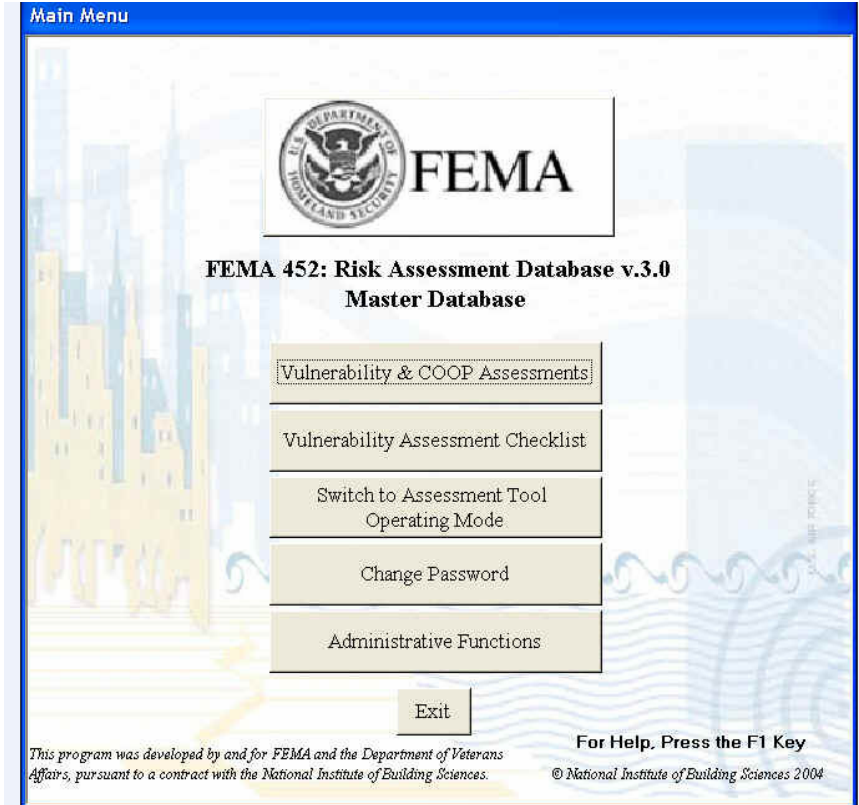 Main Menu
U.S. DEPARTMENT OF
HOMELAND SECURITY
FEMA
FEMA 452: Risk Assessment Database v.3.0
Master Database
Vulnerability & COOP Assessments
Vulnerability Assessment Checklist
Switch to Assessment Tool
Operating Mode
Change Password
Administrative Functions
Exit
For Help, Press the F1 Key
This program was developed by and for FEMA and the Department of Veterans
Affairs, pursuant to a contract with the National Institute of Building Sciences.
© National Institute of Building Sciences 2004